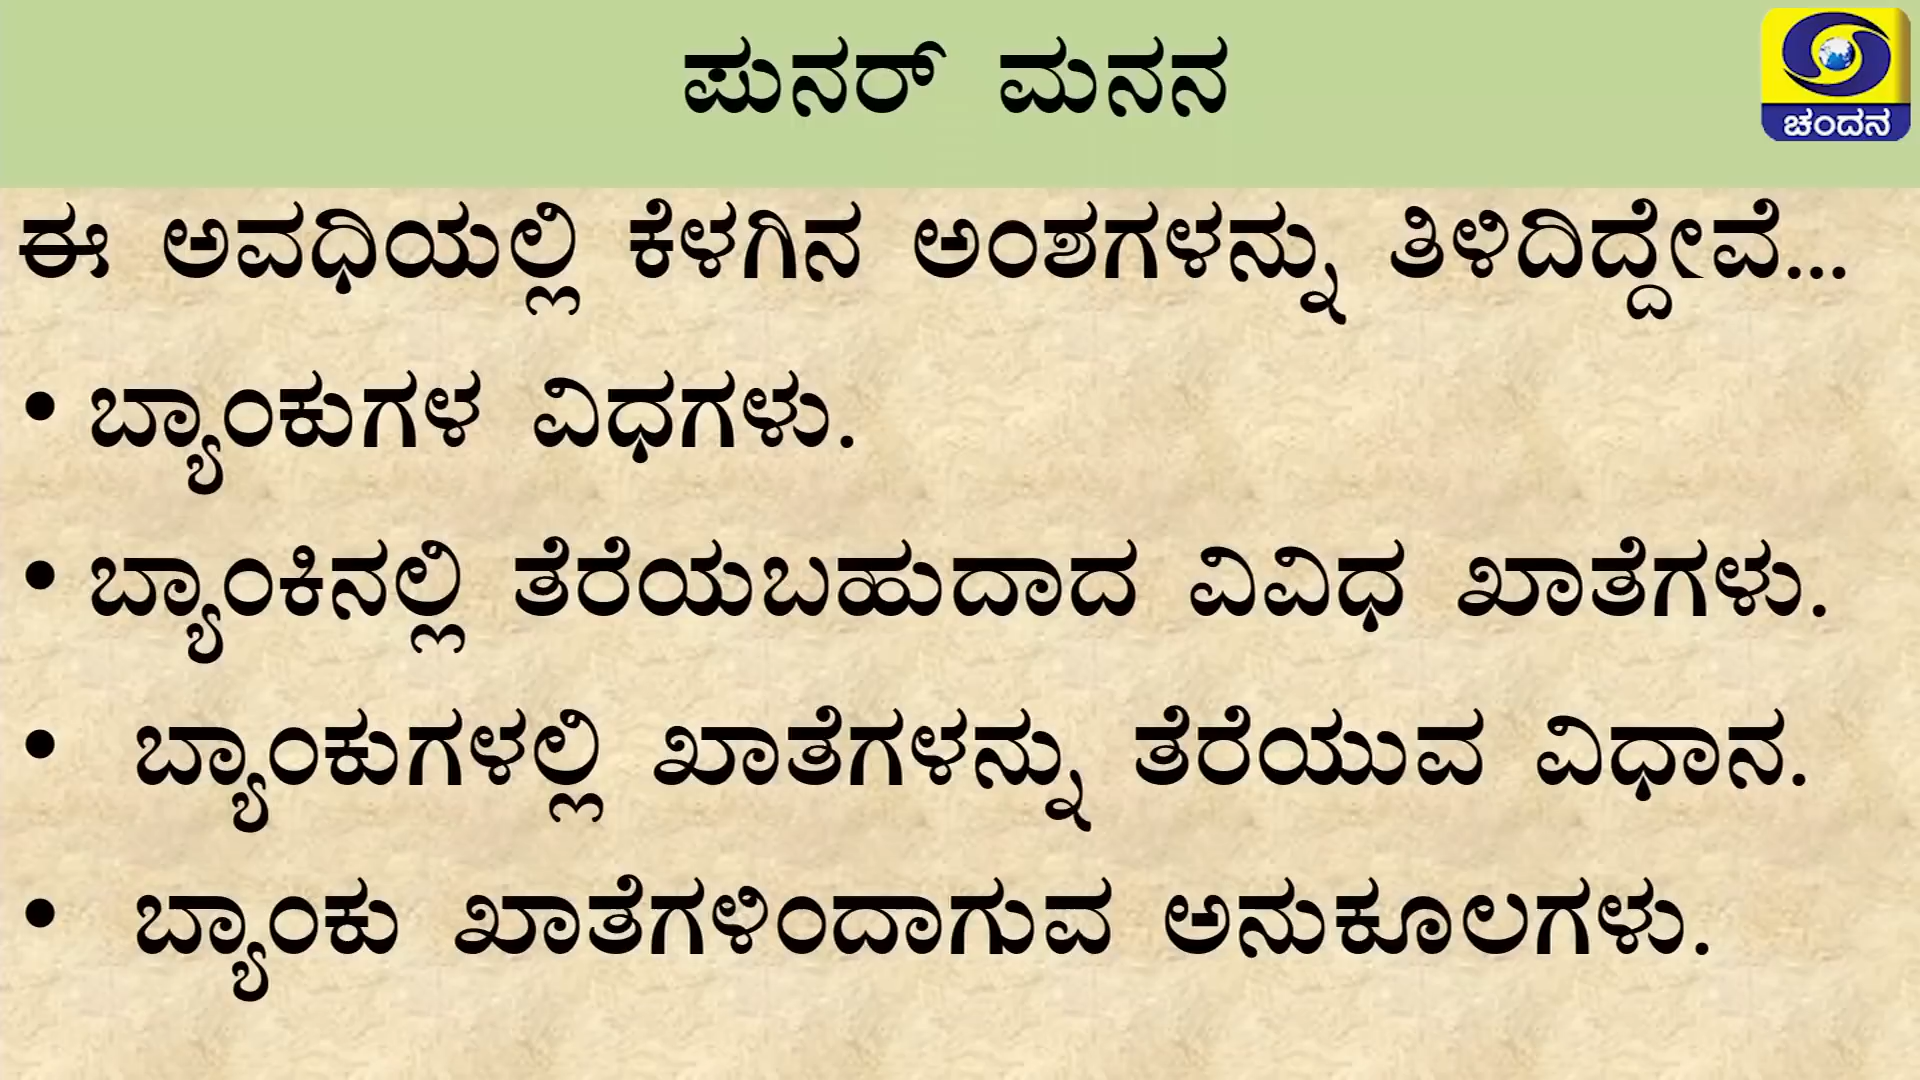 ಪುನರ್ ಮನನ
ಚಂದನ
ಈ ಅವಧಿಯಲ್ಲಿ ಕೆಳಗಿನ ಅಂಶಗಳನ್ನು ತಿಳಿದಿದ್ದೇವೆ...
• ಬ್ಯಾಂಕುಗಳ ವಿಧಗಳು.
• ಬ್ಯಾಂಕಿನಲ್ಲಿ ತೆರೆಯಬಹುದಾದ ವಿವಿಧ ಖಾತೆಗಳು.
• ಬ್ಯಾಂಕುಗಳಲ್ಲಿ ಖಾತೆಗಳನ್ನು ತೆರೆಯುವ ವಿಧಾನ.
• ಬ್ಯಾಂಕು ಖಾತೆಗಳಿಂದಾಗುವ ಅನುಕೂಲಗಳು.